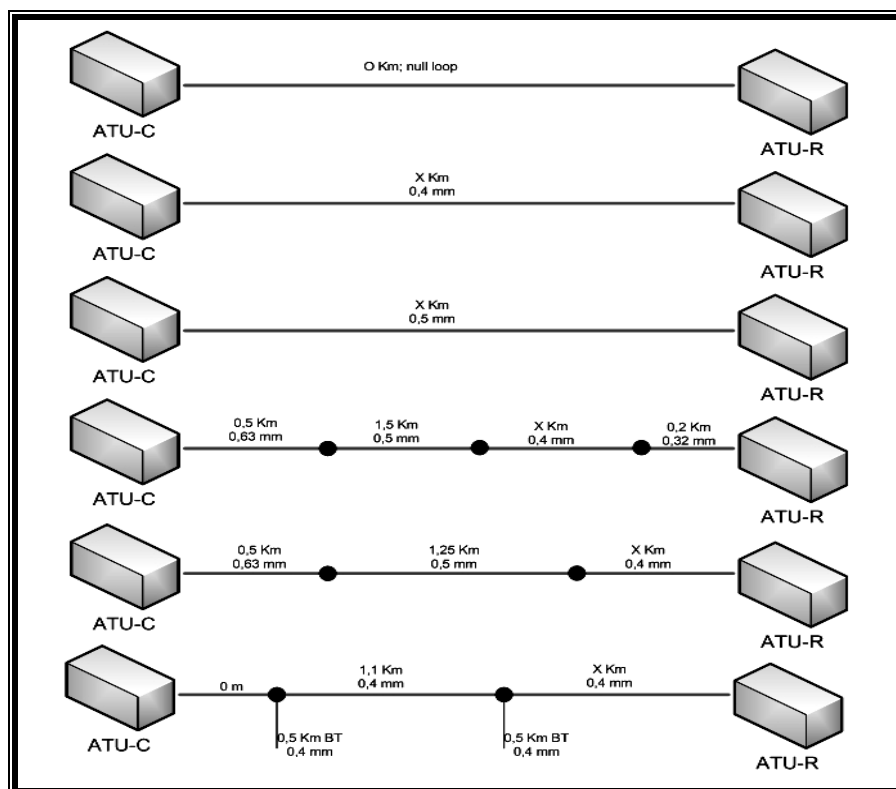 O Km; null loop
ATU-C
ATU-R
X Km
0,4 mm
ATU-C
ATU-R
X Km
0,5 mm
ATU-C
ATU-R
0,5 Km
0,63 mm
1,5 Km
0,5 mm
X Km
0,4 mm
0,2 Km
0,32 mm
ATU-C
ATU-R
0,5 Km
0,63 mm
1,25 Km
0,5 mm
X Km
0,4 mm
ATU-C
ATU-R
0 m
1,1 Km
0,4 mm
X Km
0,4 mm
0,5 Km BT
0,4 mm
0,5 Km BT
0,4 mm
ATU-C
ATU-R